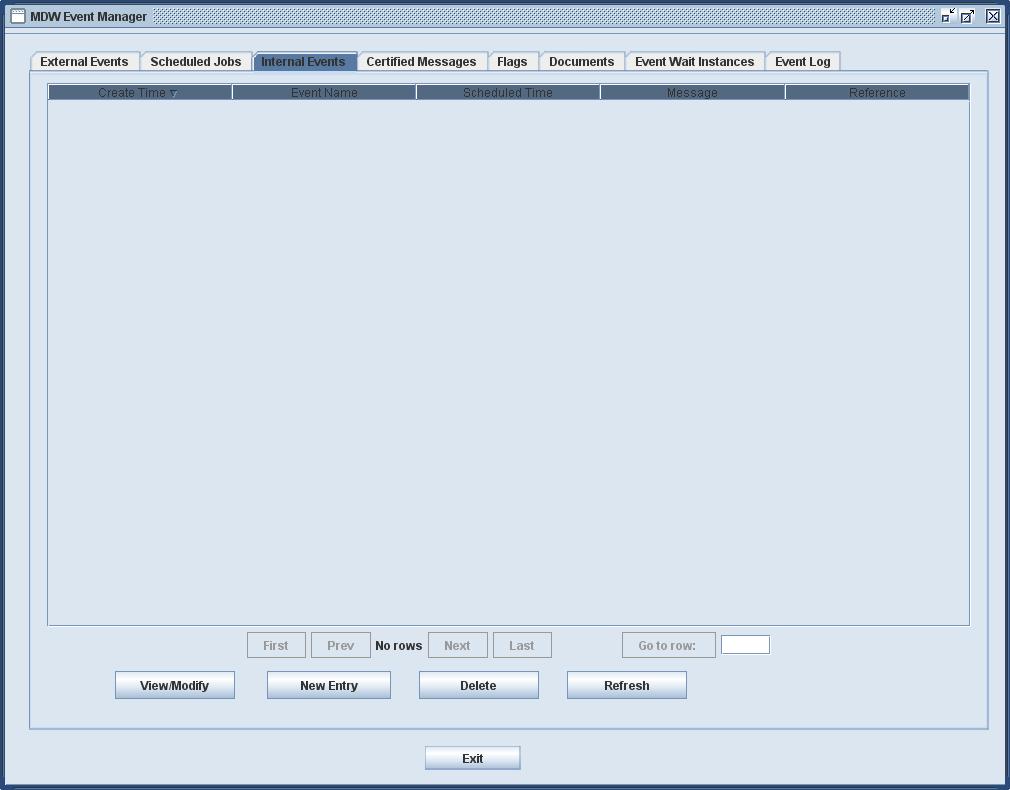 MDW Event Manager
External Events Scheduled Jobs Internal Events Certified Messages Flags Documents Event Wait Instances Event Log
Create Time Event Name Scheduled Time Message Reference
First Prev No rows Next Last Go to row:
View/Modify New Entry Delete Refresh
Exit